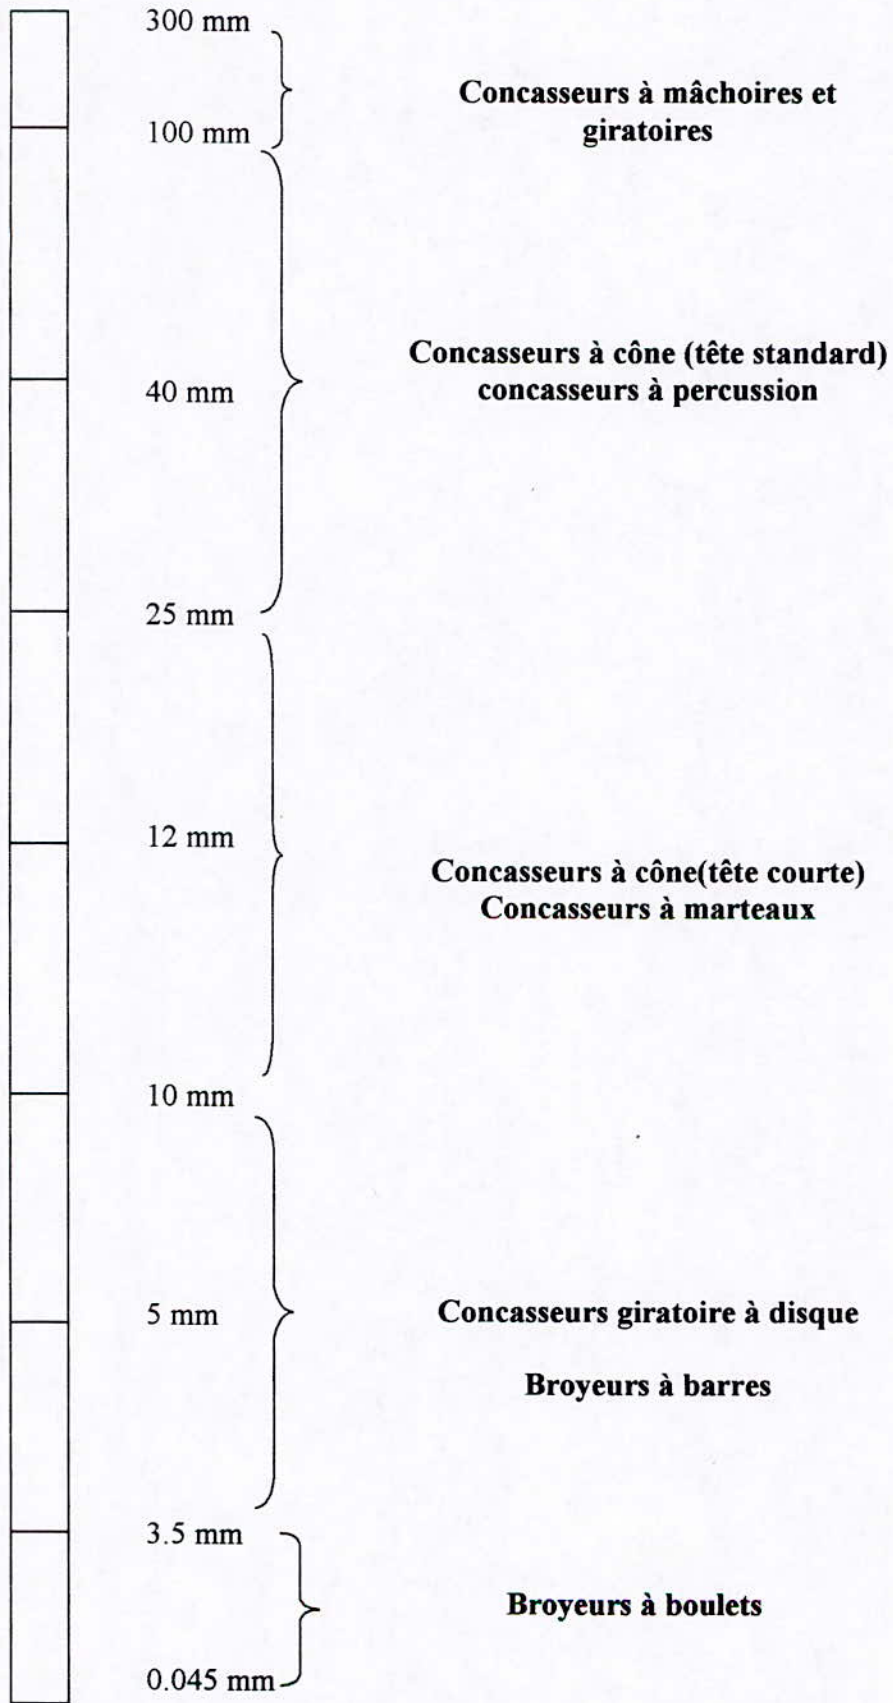 300 mm
Concasseurs à mâchoires et
giratoires
100 mm
Concasseurs à cône (tête standard)
concasseurs à percussion
40 mm
25 mm
12 mm
Concasseurs à cône(tête courte)
Concasseurs à marteaux
10 mm
5 mm
Concasseurs giratoire à disque
Broyeurs à barres
3.5 mm
Broyeurs à boulets
0.045 mm